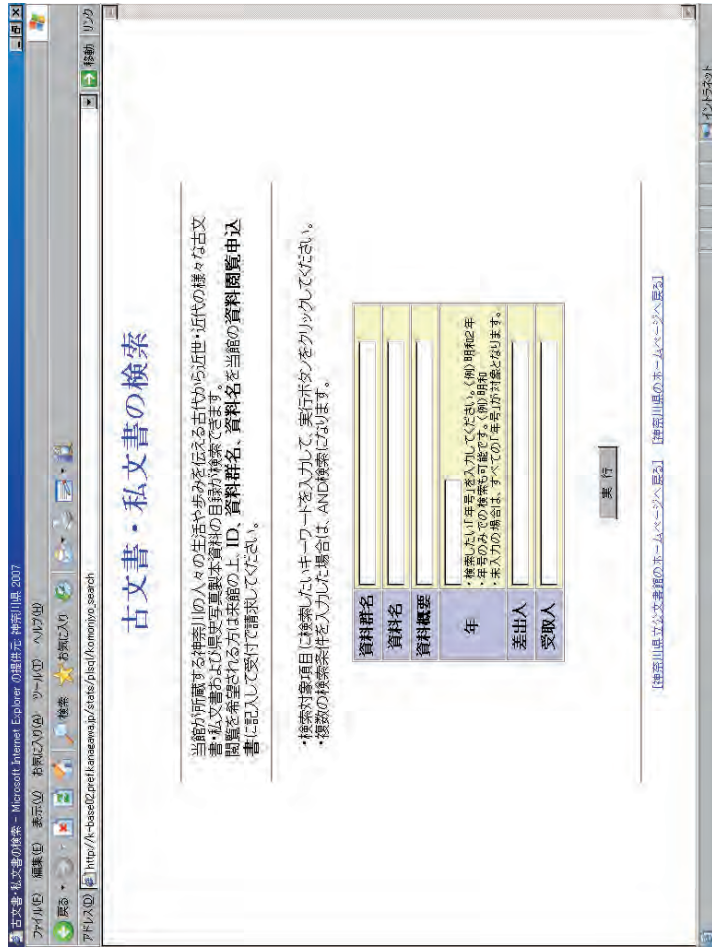 古文書・私文書の検索 - Microsoft Internet Explorer の提供元: 神奈川県 2007
ファイル(F) 編集(E) 表示(V) お気に入り(A) ツール(T) ヘルプ(H)
戻る 検索 お気に入り
アドレス(D) http://k-base02.pref.kanagawa.jp/stats/plsql/komonjyo_search 移動 リンク
古文書・私文書の検索
当館が所蔵する神奈川の人々の生活や歩みを伝える古代から近世・近代の様々な古文
書・私文書および県史写真製本資料の目録が検索できます。
閲覧を希望される方は来館の上、ID、資料群名、資料名を当館の資料閲覧申込
書に記入して受付で請求してください。
・検索対象項目に検索したいキーワードを入力して、実行ボタンをクリックしてください。
・複数の検索条件を入力した場合は、AND検索になります。
資料群名
資料名
資料概要
年
・検索したい「年号」を入力してください。〈例〉明和2年
・年号のみでの検索も可能です。〈例〉明和
・未入力の場合は、すべての「年号」が対象となります。
差出人
受取人
実 行
[神奈川県立公文書館のホームページへ戻る] [神奈川県のホームページへ戻る]
イントラネット